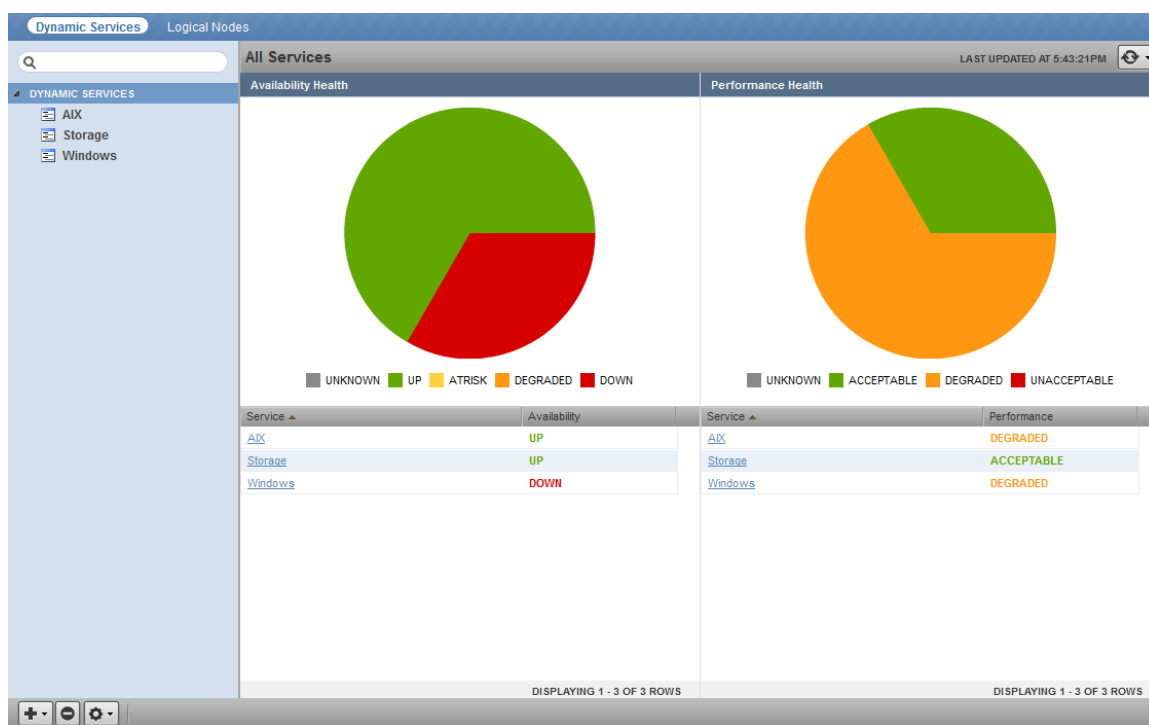 Dynamic Services Logical Nodes
All Services LAST UPDATED AT 5:43:21PM
DYNAMIC SERVICES
AIX
Storage
Windows
Availability Health
UNKNOWN UP ATRISK DEGRADED DOWN
Service Availability
AIX UP
Storage UP
Windows DOWN
DISPLAYING 1 - 3 OF 3 ROWS
Performance Health
UNKNOWN ACCEPTABLE DEGRADED UNACCEPTABLE
Service Performance
AIX DEGRADED
Storage ACCEPTABLE
Windows DEGRADED
DISPLAYING 1 - 3 OF 3 ROWS